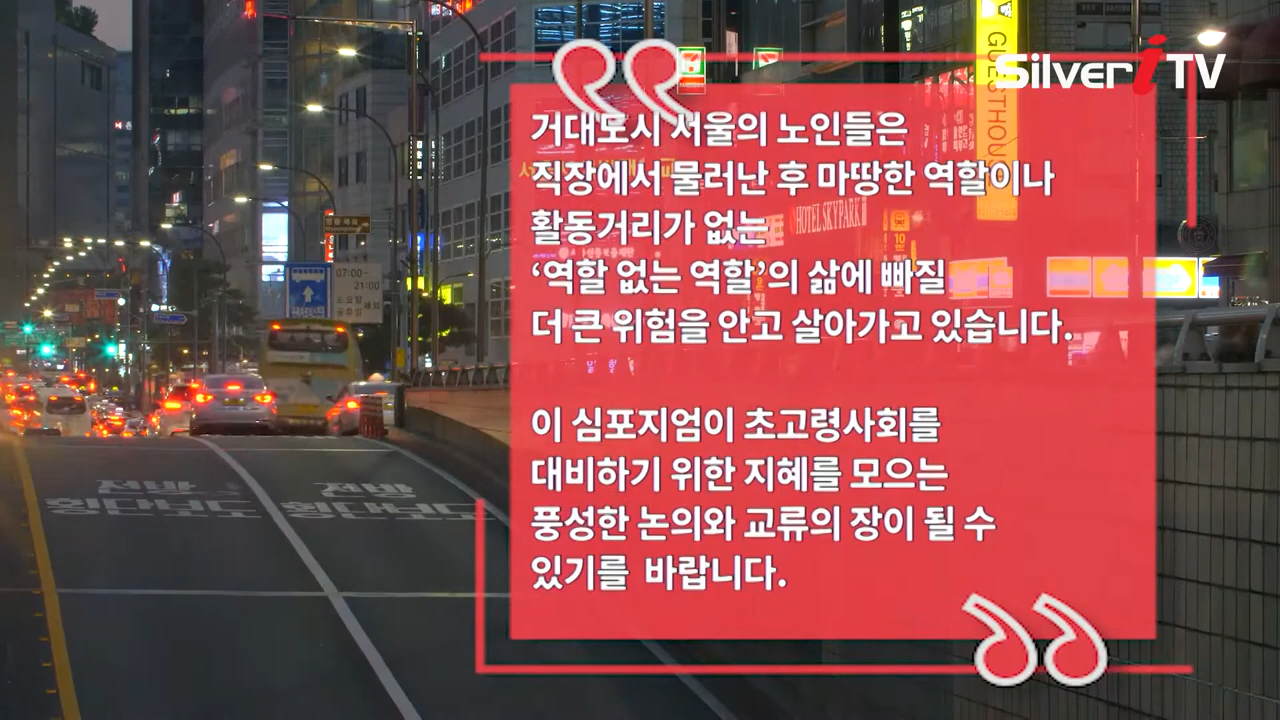 Silver i TV
거대도시 서울의 노인들은
직장에서 물러난 후 마땅한 역할이나
활동거리가 없는
‘역할 없는 역할’의 삶에 빠질
더 큰 위험을 안고 살아가고 있습니다.
이 심포지엄이 초고령사회를
대비하기 위한 지혜를 모으는
풍성한 논의와 교류의 장이 될 수
있기를 바랍니다.
GUESTHOU
HOTEL SKYPARK
10
07:00-
21:00
전방
횡단보도
전방
횡단보도